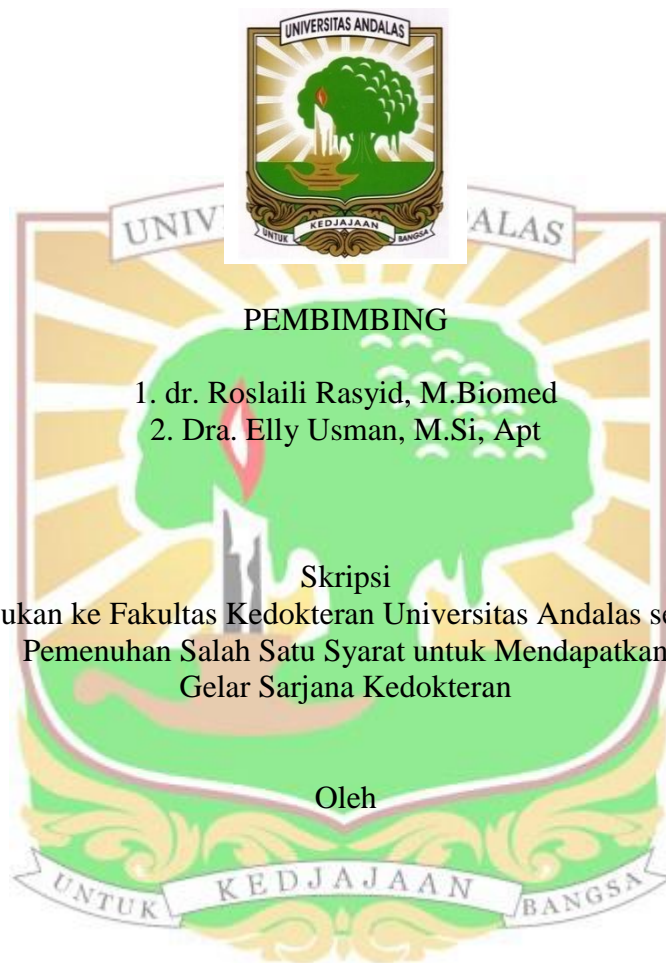 UNIVERSITAS ANDALAS
UNTUK KEDJAJAAN BANGSA
ALAS
PEMBIMBING
1. dr. Roslaili Rasyid, M.Biomed
2. Dra. Elly Usman, M.Si, Apt
Skripsi
ukan ke Fakultas Kedokteran Universitas Andalas se
Pemenuhan Salah Satu Syarat untuk Mendapatkan
Gelar Sarjana Kedokteran
Oleh
UNTUK KEDJAJAAN BANGSA